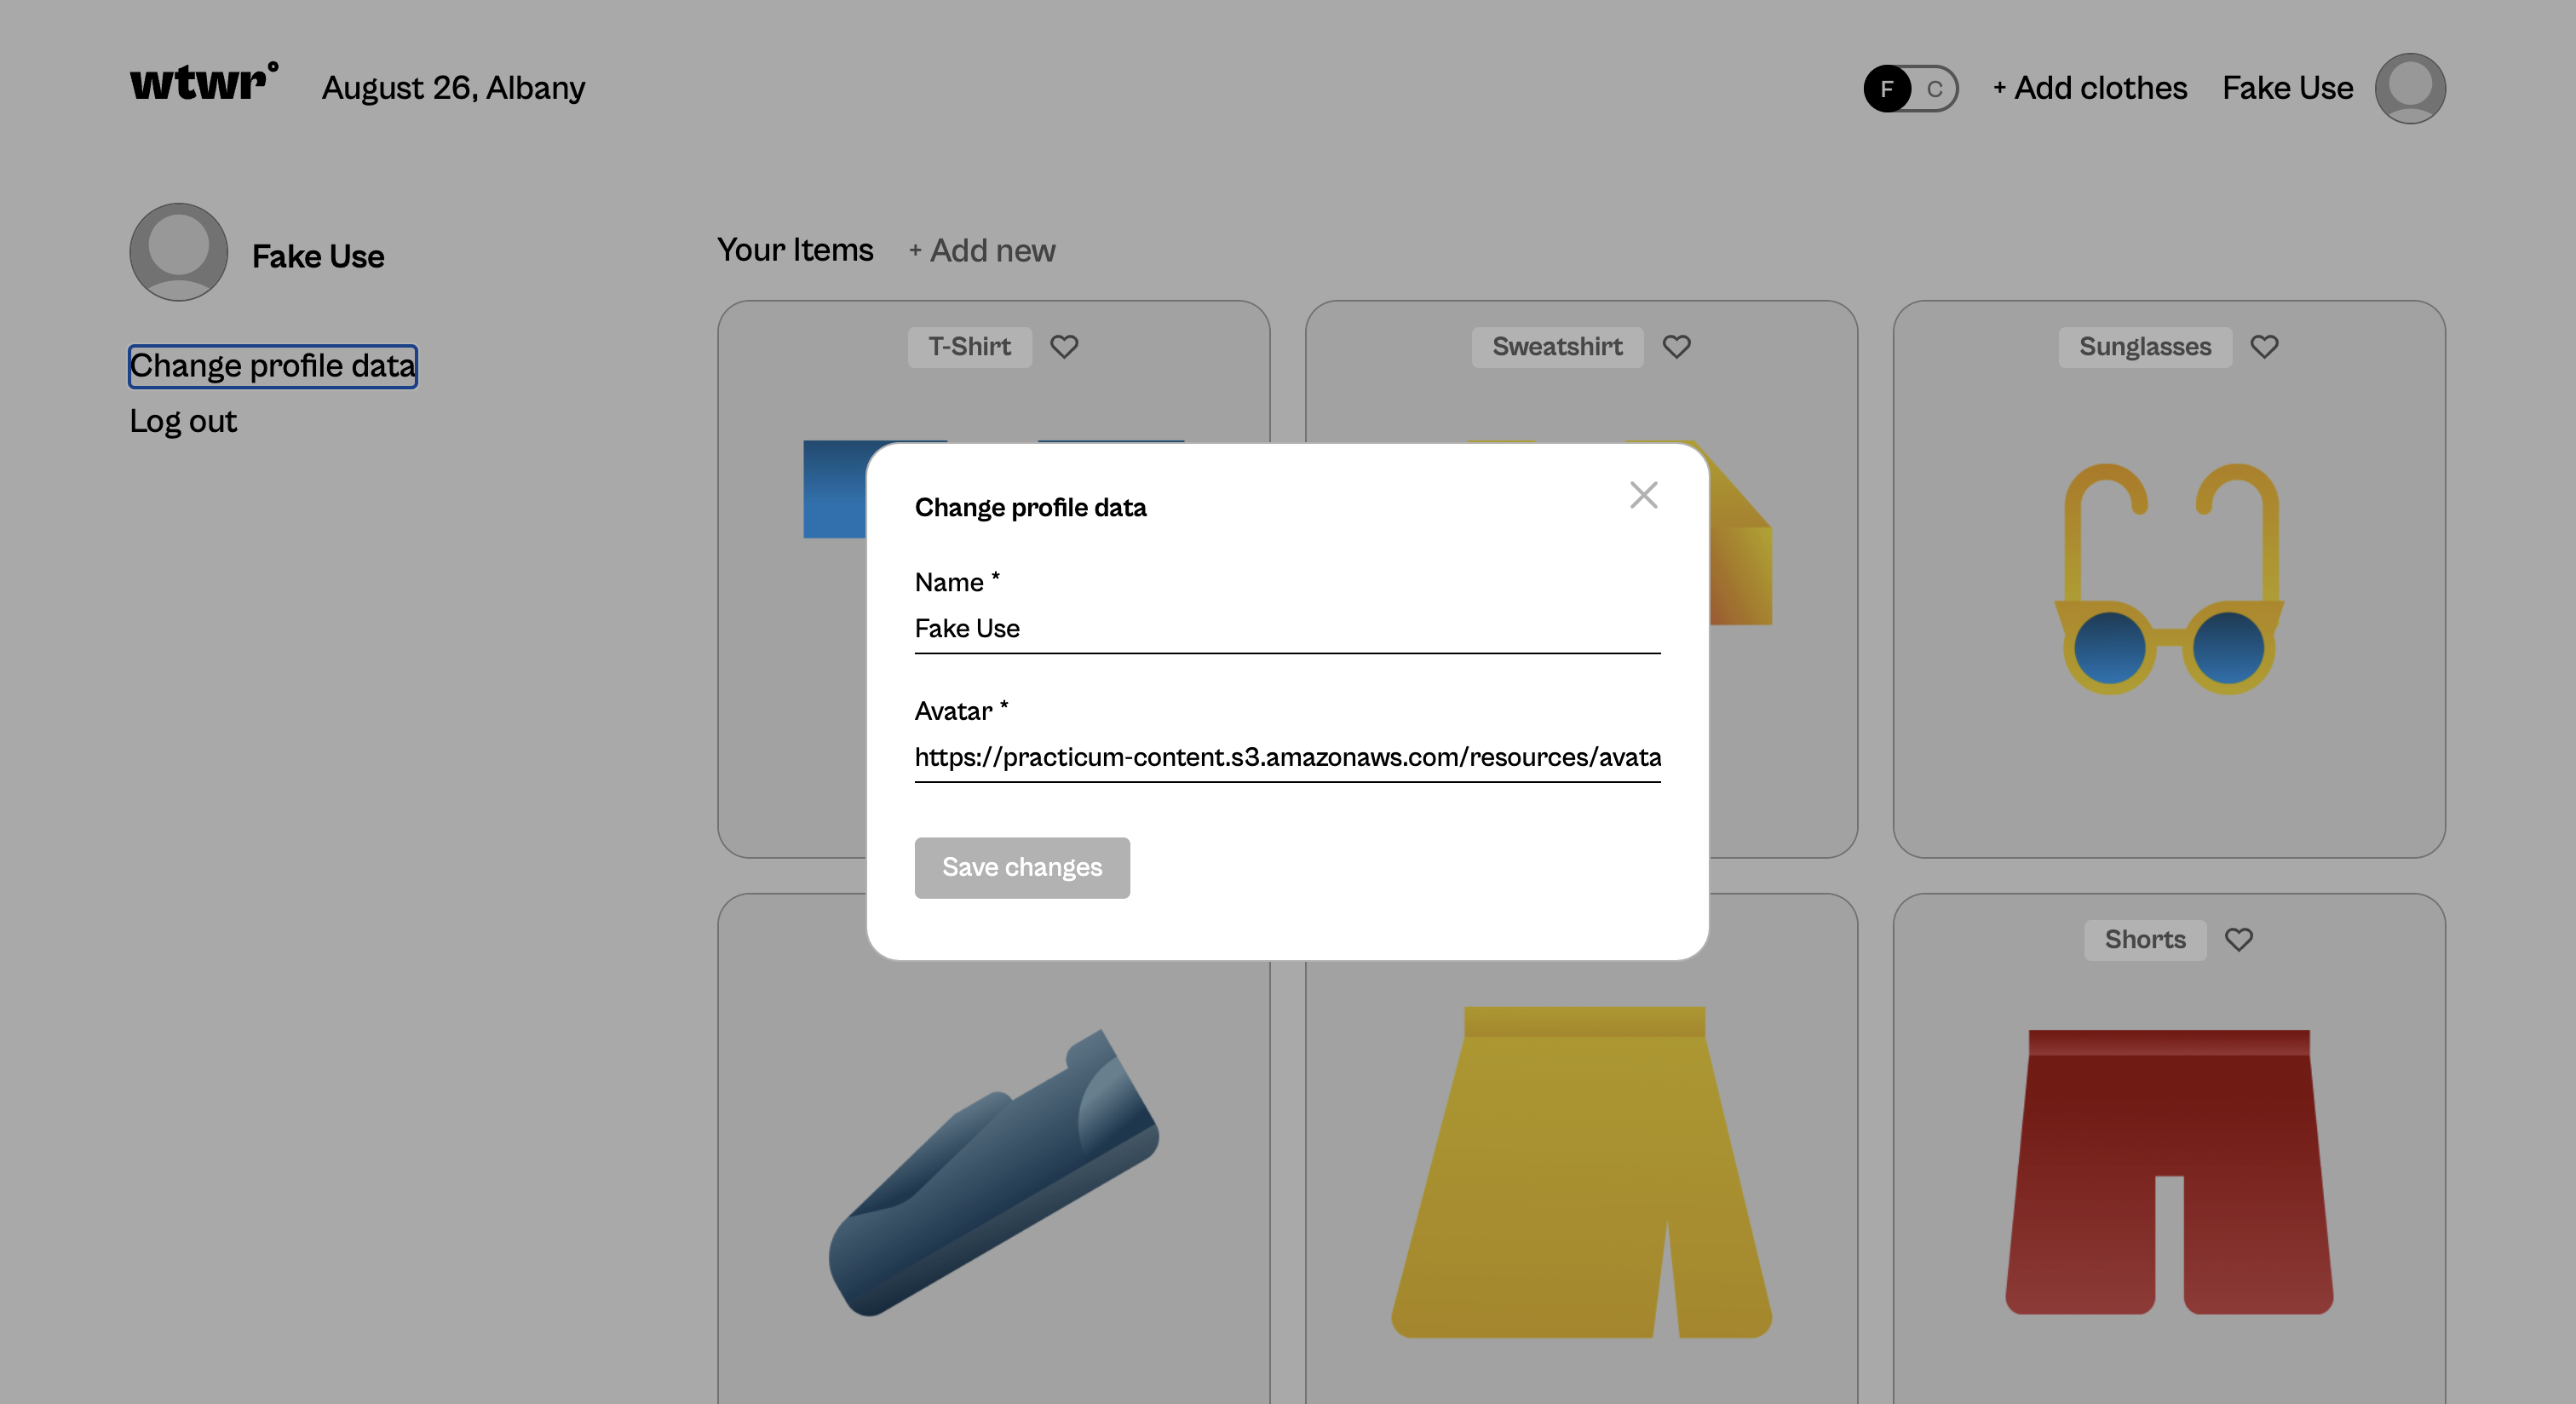 wtwr°
August 26, Albany
F C
+ Add clothes
Fake Use
Fake Use
Change profile data
Log out
Your Items
+ Add new
T-Shirt
Sweatshirt
Sunglasses
Change profile data
Name *
Fake Use
Avatar *
https://practicum-content.s3.amazonaws.com/resources/avata
Save changes
Shorts